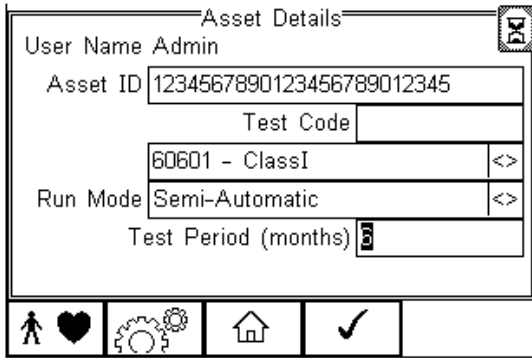 Asset Details
User Name Admin
Asset ID 1234567890123456789012345
Test Code
60601 - ClassI <>
Run Mode Semi-Automatic <>
Test Period (months) 6